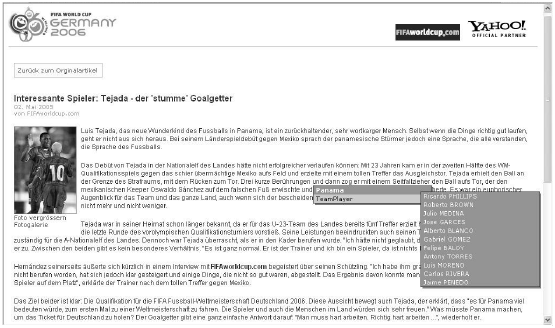 FIFA WORLD CUP
GERMANY
2006
FIFAworldcup.com
YAHOO!
OFFICIAL PARTNER
Zurück zum Orginalartikel
Interessante Spieler: Tejada - der 'stumme' Goalgetter
02. Mai 2005
von FIFAworldcup.com
Luis Tejada, das neue Wunderkind des Fussballs in Panama, ist ein zurückhaltender, sehr wortkarger Mensch. Selbst wenn die Dinge richtig gut laufen,
geht er nicht aus sich heraus. Bei seinem Länderspieldebüt gegen Mexiko sprach der panamesische Stürmer jedoch eine Sprache, die alle verstehen, die
Sprache des Fussballs.
Das Debüt von Tejada in der Nationalelf des Landes hätte nicht erfolgreicher verlaufen können: Mit 23 Jahren kam er in der zweiten Hälfte des WM-
Qualifikationsspiels gegen das schier übermächtige Mexiko aufs Feld und erzielte mit einem tollen Treffer das Ausgleichstor. Tejada erhielt den Ball an
der Grenze des Strafraums, mit dem Rücken zum Tor. Drei kurze Berührungen und dann zog er mit einem Seitfallzieher den Ball aufs Tor, der den
mexikanischen Keeper Oswaldo Sánchez auf dem falschen Fuß erwischte und
Augenblick für das Team und das ganze Land, auch wenn sich der bescheidene
nicht mehr und nicht weniger.
Panama
TeamPlayer
Ricardo PHILLIPS
Roberto BROWN
Julio MEDINA
Jose GARCES
Alberto BLANCO
Gabriel GOMEZ
Felipe BALOY
Antony TORRES
Luis MORENO
Carlos RIVERA
Jaime PENEDO
Foto vergrössern
Fotogalerie
Tejada war in seiner Heimat schon länger bekannt, da er für das U-23-Team des Landes bereits fünf Treffer erzielt
die letzte Runde des vorolympischen Qualifikationsturniers vorstieß. Seine Leistungen beeindruckten auch seinen
zuständig für die A-Nationalelf des Landes. Dennoch war Tejada überrascht, als er in den Kader berufen wurde. "Ich hätte nicht geglaubt,
er zu. Zwischen den beiden gibt es kein besonderes Verhältnis. "Es ist ganz normal. Er ist der Trainer und ich bin ein Spieler, da ist nichts
Hernández seinerseits äußerte sich kürzlich in einem Interview mit FIFAworldcup.com begeistert über seinen Schützling. "Ich habe ihm
nicht berufen worden, hat sich jedoch klar gesteigert und einige Dinge, die nicht so gut waren, abgestellt. Das Ergebnis davon konnte man
Spieler auf dem Platz", erklärte der Trainer nach dem tollen Treffer gegen Mexiko.
Das Ziel beider ist klar: Die Qualifikation für die FIFA Fussball-Weltmeisterschaft Deutschland 2006. Diese Aussicht bewegt auch Tejada, der erklärt, dass "es für Panama viel
bedeuten würde, zum ersten Mal zu einer Weltmeisterschaft zu fahren. Die Spieler und auch die Menschen im Land würden sich sehr freuen." Was müsste Panama machen,
um das Ticket für Deutschland zu holen? Der Goalgetter gibt eine ganz einfache Antwort darauf: "Man muss hart arbeiten. Richtig hart arbeiten ...", wiederholt er.